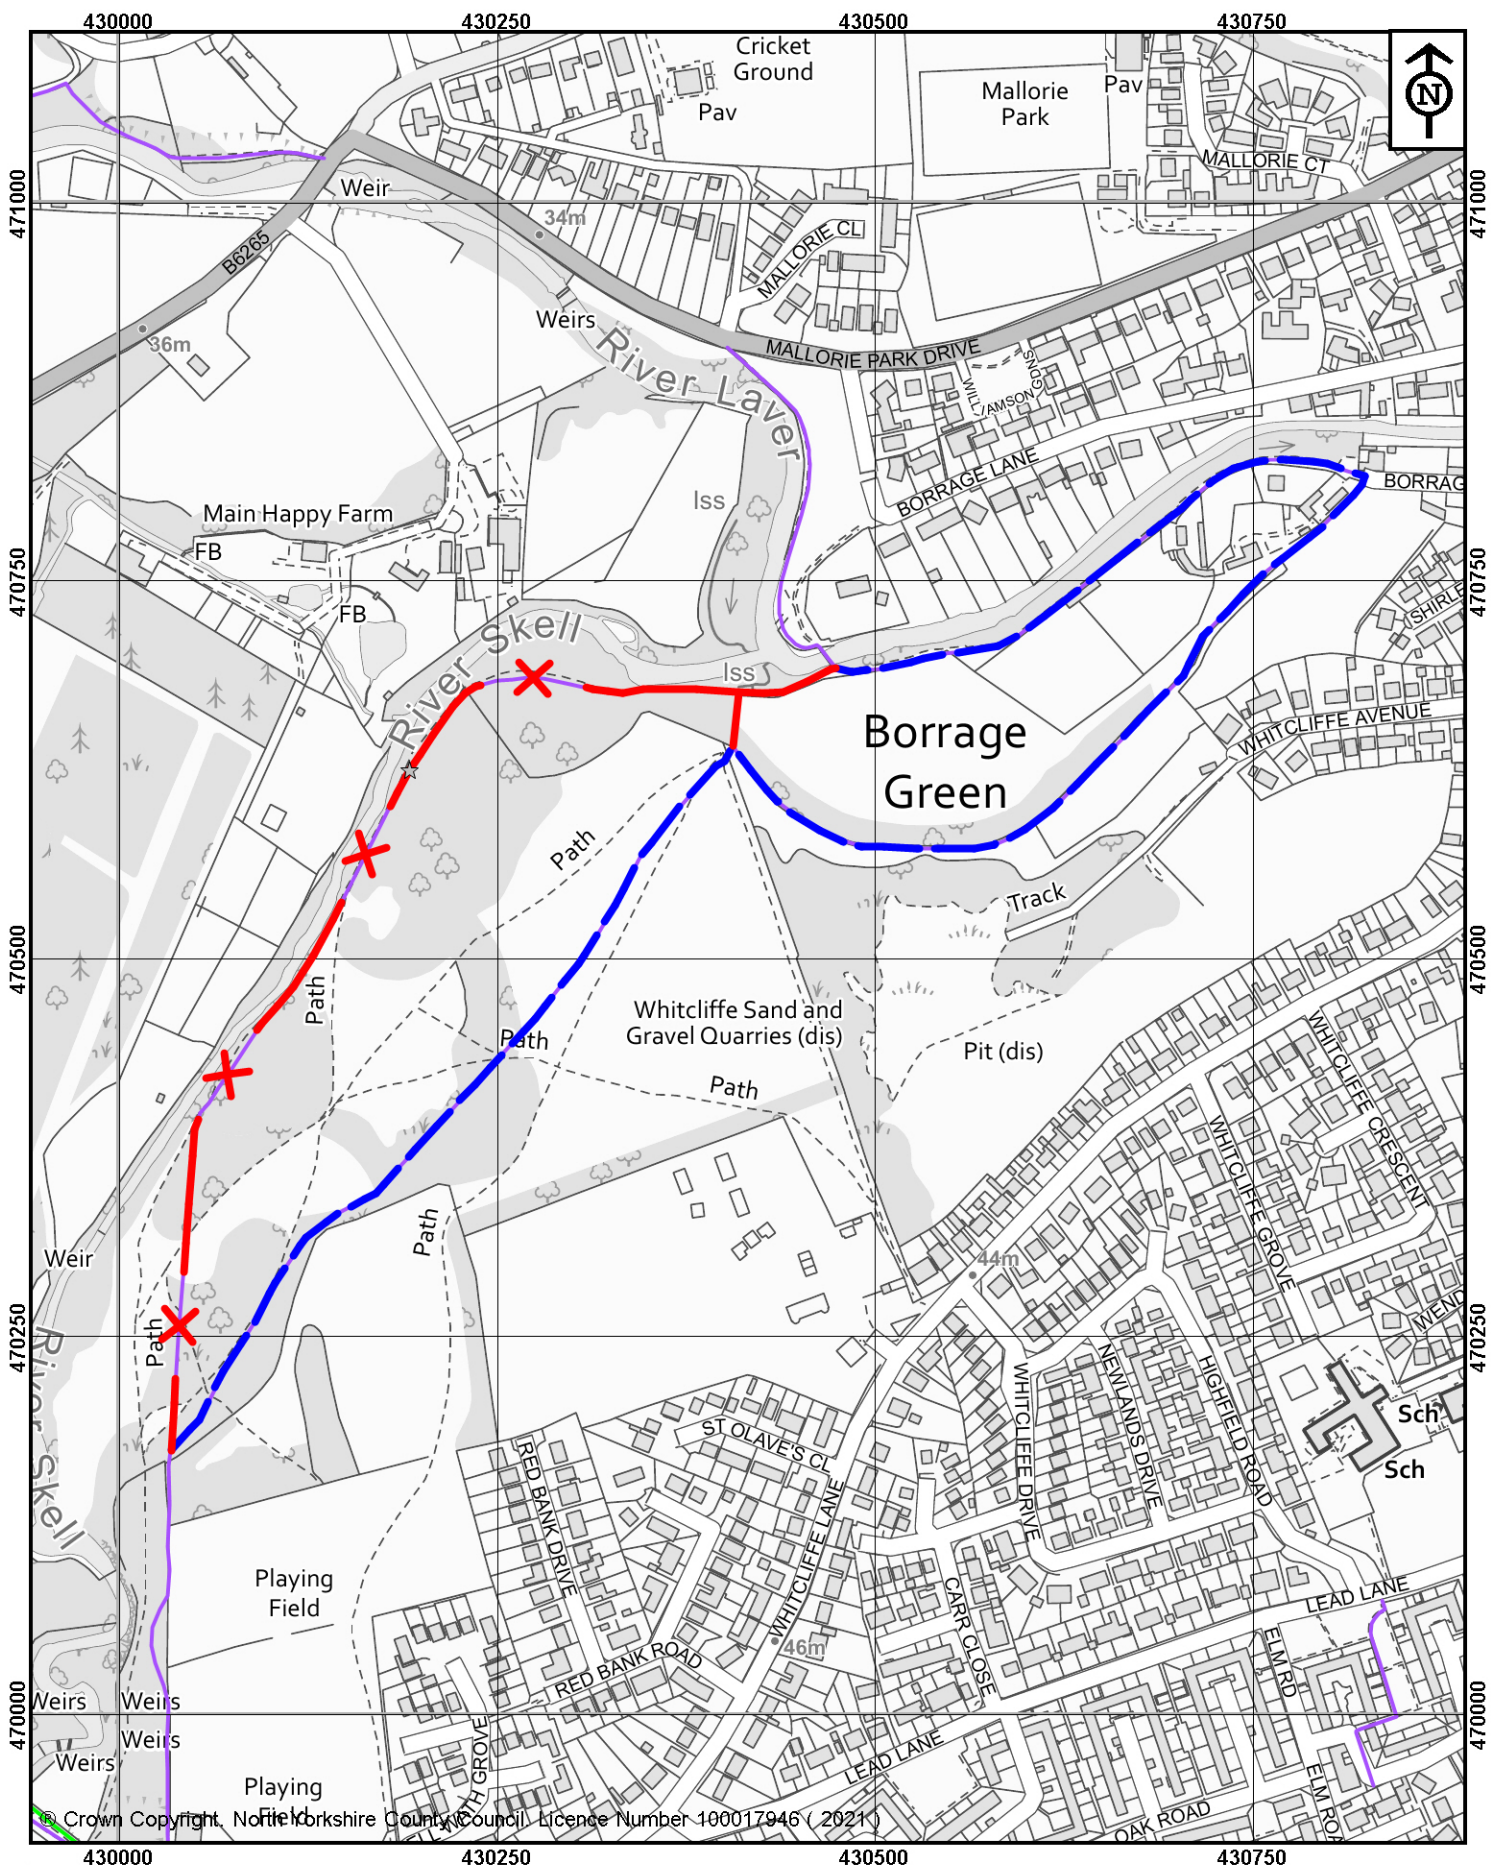 430000 430250 430500 430750
N
Cricket
Ground
Pav
Mallorie
Park
Pav
MALLORIE CT
471000
471000
Weir
34m
B6265
MALLORIE CL
36m
Weirs
River Laver
MALLORIE PARK DRIVE
WILLIAMSON
GDNS
BORRAGE LANE
BORRAG
Iss
Main Happy Farm
FB
FB
470750
470750
SHIRLE
River Skell
Iss
WHITCLIFFE AVENUE
Borrage
Green
Path
Track
470500
470500
Path
Whitcliffe Sand and
Gravel Quarries (dis)
Path
Pit (dis)
Path
WHITCLIFFE CRESCENT
WHITCLIFFE GROVE
Path
Weir
44m
WEND
Path
470250
470250
River Skell
WHITCLIFFE DRIVE
NEWLANDS DRIVE
HIGHFIELD ROAD
Sch
Sch
ST OLAVE'S CL
RED BANK DRIVE
WHITCLIFFE LANE
Playing
Field
CARR CLOSE
LEAD LANE
46m
RED BANK ROAD
ELM RD
Weirs Weirs
470000
470000
Weirs
Weirs
LEAD LANE
Playing
Field
ELM ROA
OAK ROAD
© Crown Copyright. North Yorkshire County Council. Licence Number 100017946 ( 2021 )
430000 430250 430500 430750